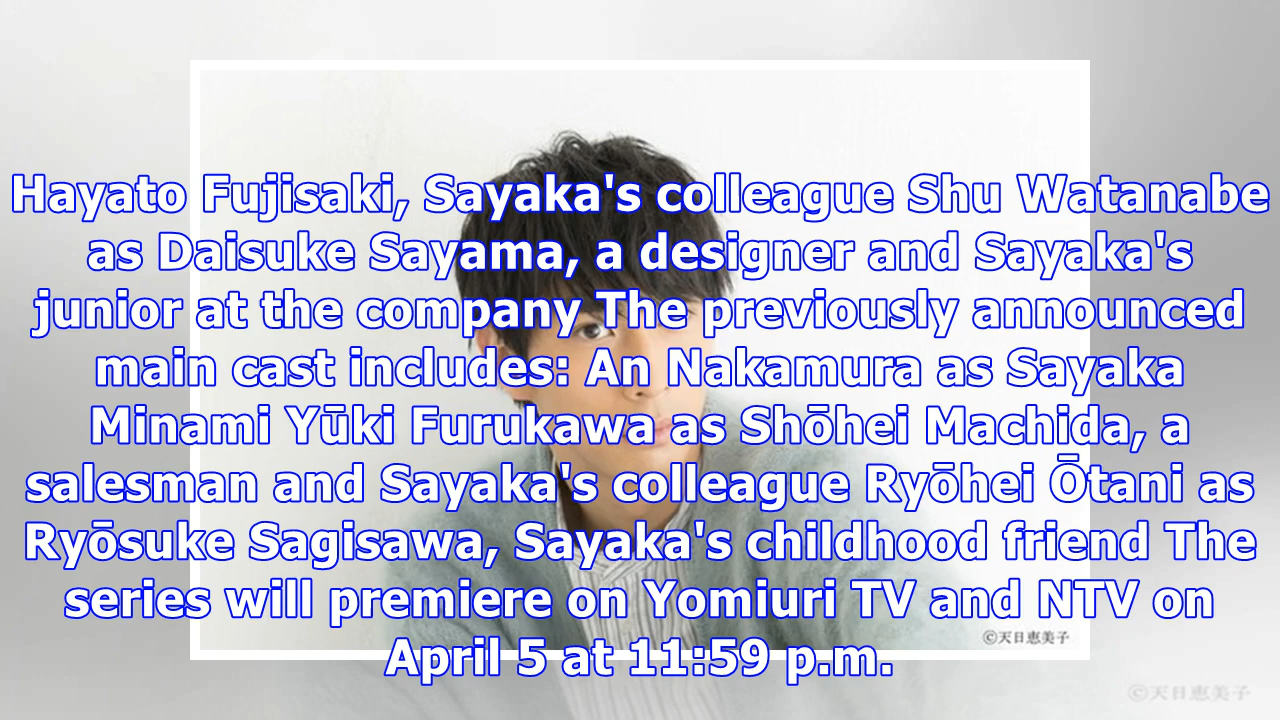 Hayato Fujisaki, Sayaka's colleague Shu Watanabe
as Daisuke Sayama, a designer and Sayaka's
junior at the company The previously announced
main cast includes: An Nakamura as Sayaka
Minami Yūki Furukawa as Shōhei Machida, a
salesman and Sayaka's colleague Ryōhei Ōtani as
Ryōsuke Sagisawa, Sayaka's childhood friend The
series will premiere on Yomiuri TV and NTV on
April 5 at 11:59 p.m.
©天日恵美子
©天日恵美子